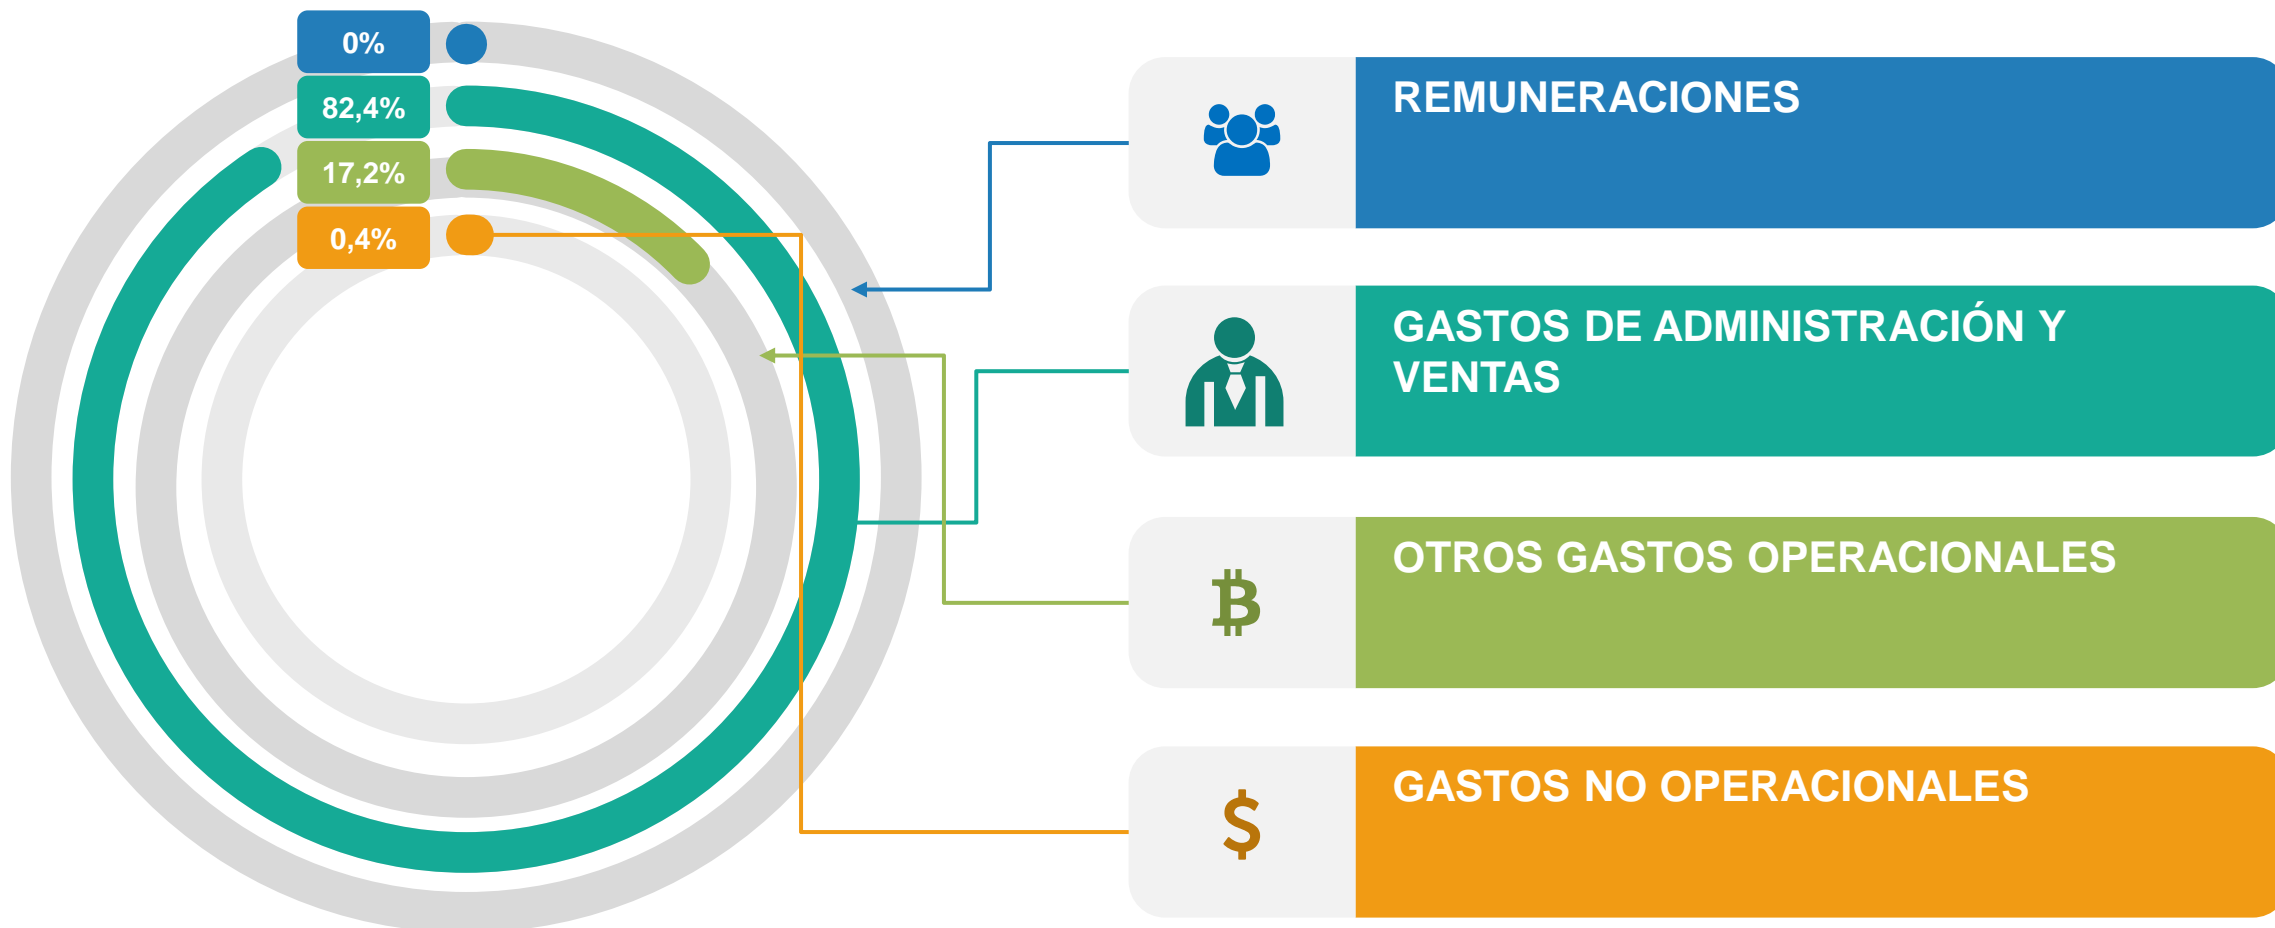 0%
82,4%
17,2%
0,4%
REMUNERACIONES
GASTOS DE ADMINISTRACIÓN Y
VENTAS
OTROS GASTOS OPERACIONALES
GASTOS NO OPERACIONALES